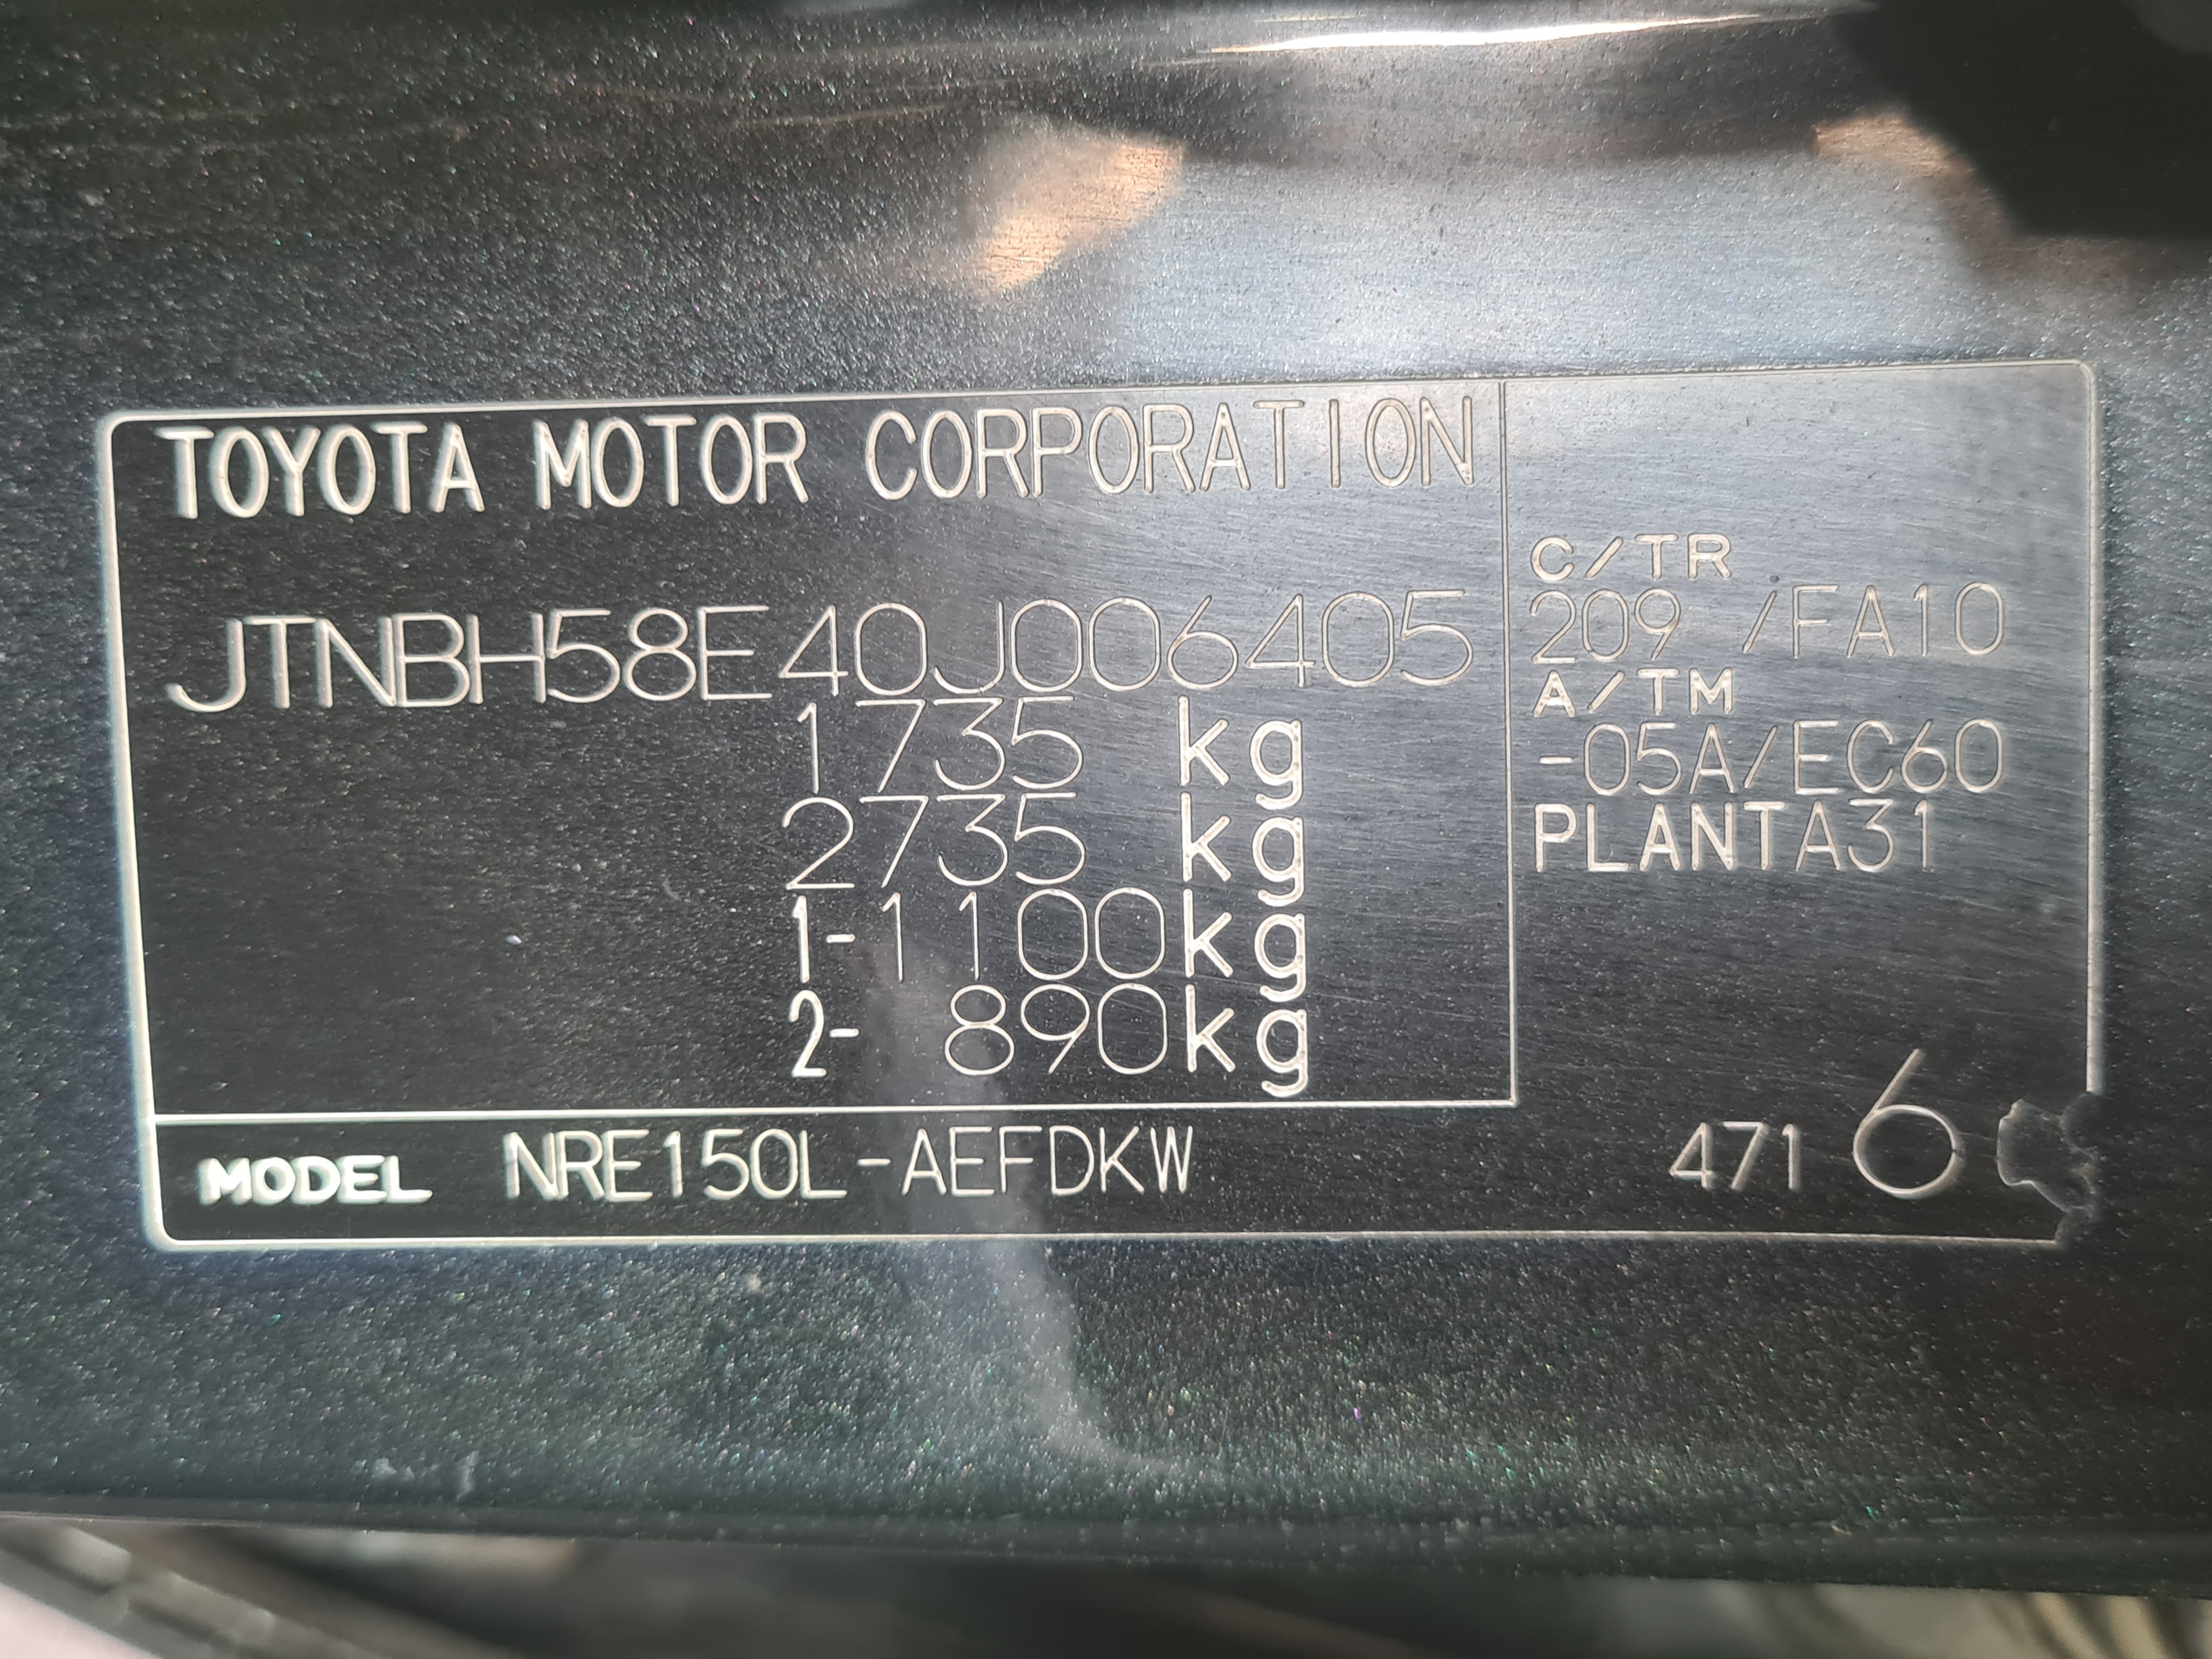 TOYOTA MOTOR CORPORATION
JTNBH58E40J006405
1735 kg
2735 kg
1-1100kg
2- 890kg
C/TR
209 /FA10
A/TM
-05A/EC60
PLANTA31
MODEL NRE150L-AEFDKW
471 6